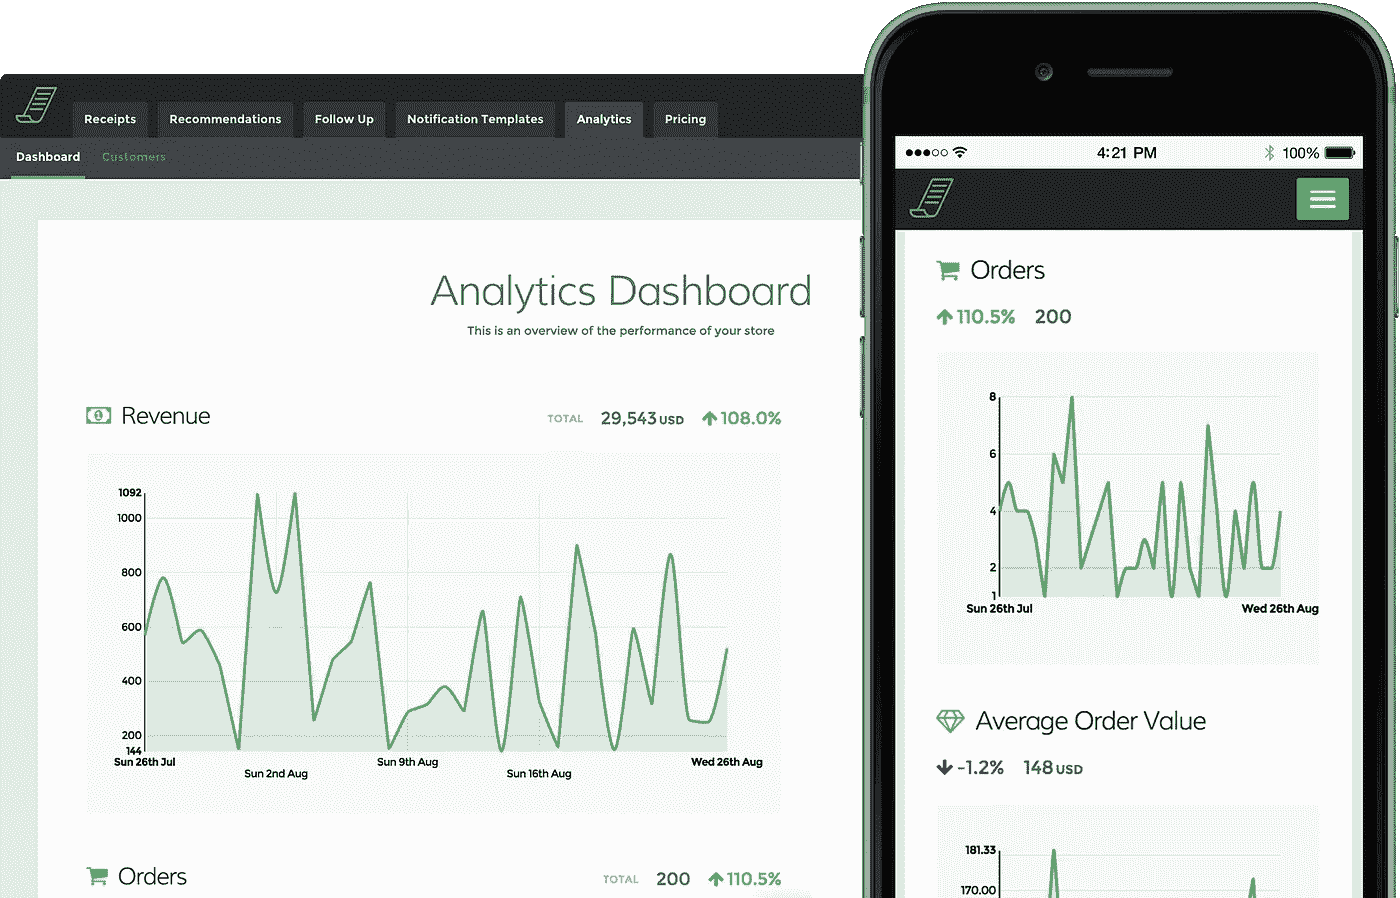 Receipts
Recommendations
Follow Up
Notification Templates
Analytics
Pricing
Dashboard
Customers
Analytics Dashboard
This is an overview of the performance of your store
Revenue
TOTAL 29,543 USD 108.0%
1092
1000
800
600
400
200
144
Sun 26th Jul
Sun 2nd Aug
Sun 9th Aug
Sun 16th Aug
Wed 26th Aug
Orders
TOTAL 200 110.5%
4:21 PM
100%
Orders
110.5% 200
8
6
4
2
1
Sun 26th Jul
Wed 26th Aug
Average Order Value
-1.2% 148 USD
181.33
170.00